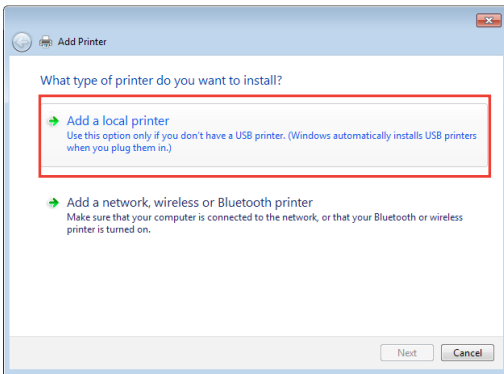 Add Printer
What type of printer do you want to install?
Add a local printer
Use this option only if you don't have a USB printer. (Windows automatically installs USB printers
when you plug them in.)
Add a network, wireless or Bluetooth printer
Make sure that your computer is connected to the network, or that your Bluetooth or wireless
printer is turned on.
Next Cancel